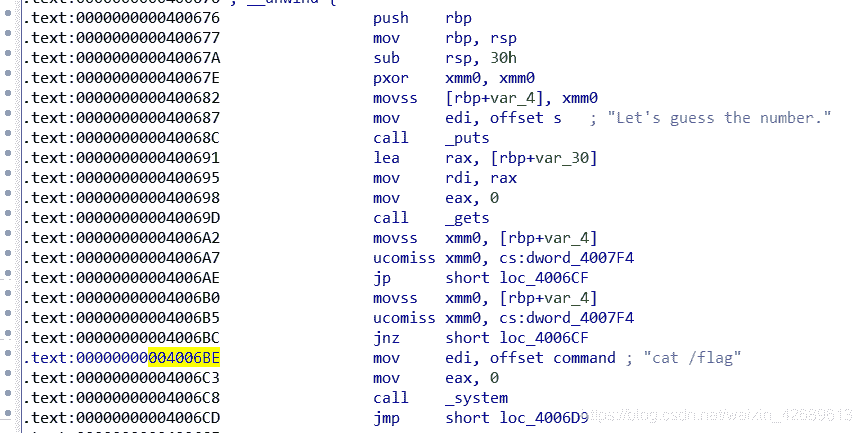 ; __unwind {
.text:0000000000400676 push rbp
.text:0000000000400677 mov rbp, rsp
.text:000000000040067A sub rsp, 30h
.text:000000000040067E pxor xmm0, xmm0
.text:0000000000400682 movss [rbp+var_4], xmm0
.text:0000000000400687 mov edi, offset s ; "Let's guess the number."
.text:000000000040068C call _puts
.text:0000000000400691 lea rax, [rbp+var_30]
.text:0000000000400695 mov rdi, rax
.text:0000000000400698 mov eax, 0
.text:000000000040069D call _gets
.text:00000000004006A2 movss xmm0, [rbp+var_4]
.text:00000000004006A7 ucomiss xmm0, cs:dword_4007F4
.text:00000000004006AE jp short loc_4006CF
.text:00000000004006B0 movss xmm0, [rbp+var_4]
.text:00000000004006B5 ucomiss xmm0, cs:dword_4007F4
.text:00000000004006BC jnz short loc_4006CF
.text:00000000004006BE mov edi, offset command ; "cat /flag"
.text:00000000004006C3 mov eax, 0
.text:00000000004006C8 call _system
.text:00000000004006CD jmp short loc_4006D9
https://blog.csdn.net/weixin_42689613